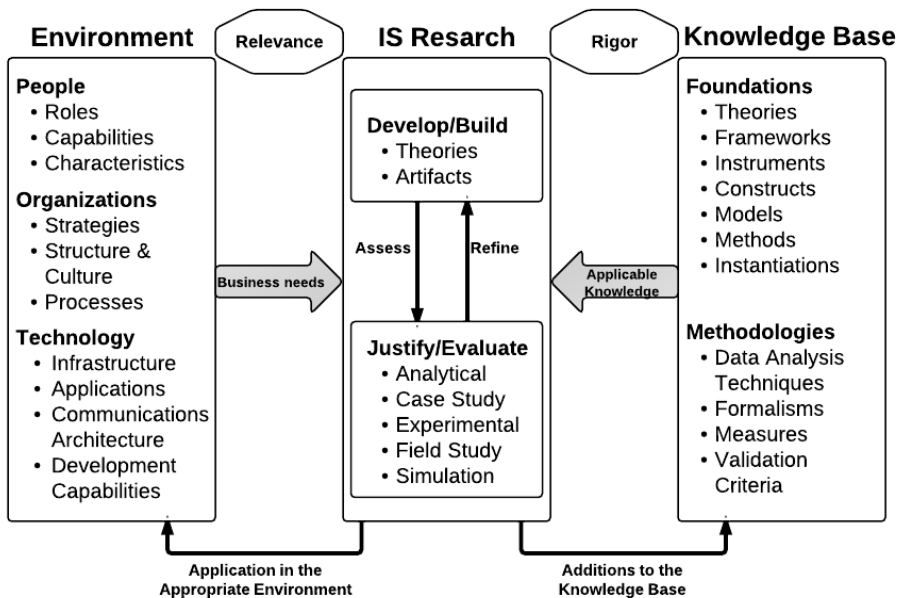 Environment
Relevance
IS Resarch
Rigor
Knowledge Base
People
• Roles
• Capabilities
• Characteristics
Organizations
• Strategies
• Structure &
Culture
• Processes
Technology
• Infrastructure
• Applications
• Communications
Architecture
• Development
Capabilities
Business needs
Develop/Build
• Theories
• Artifacts
Assess
Refine
Justify/Evaluate
• Analytical
• Case Study
• Experimental
• Field Study
• Simulation
Applicable
Knowledge
Foundations
• Theories
• Frameworks
• Instruments
• Constructs
• Models
• Methods
• Instantiations
Methodologies
• Data Analysis
Techniques
• Formalisms
• Measures
• Validation
Criteria
Application in the
Appropriate Environment
Additions to the
Knowledge Base